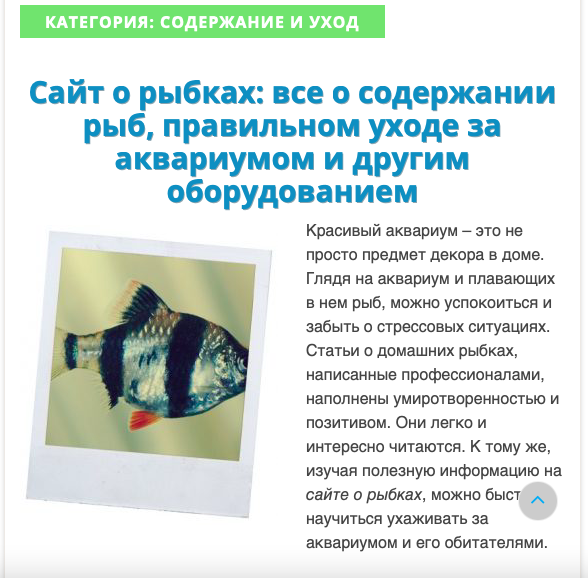 КАТЕГОРИЯ: СОДЕРЖАНИЕ И УХОД
Сайт о рыбках: все о содержании
рыб, правильном уходе за
аквариумом и другим
оборудованием
Красивый аквариум – это не
просто предмет декора в доме.
Глядя на аквариум и плавающих
в нем рыб, можно успокоиться и
забыть о стрессовых ситуациях.
Статьи о домашних рыбках,
написанные профессионалами,
наполнены умиротворенностью и
позитивом. Они легко и
интересно читаются. К тому же,
изучая полезную информацию на
сайте о рыбках, можно
научиться ухаживать за
аквариумом и его обитателями.